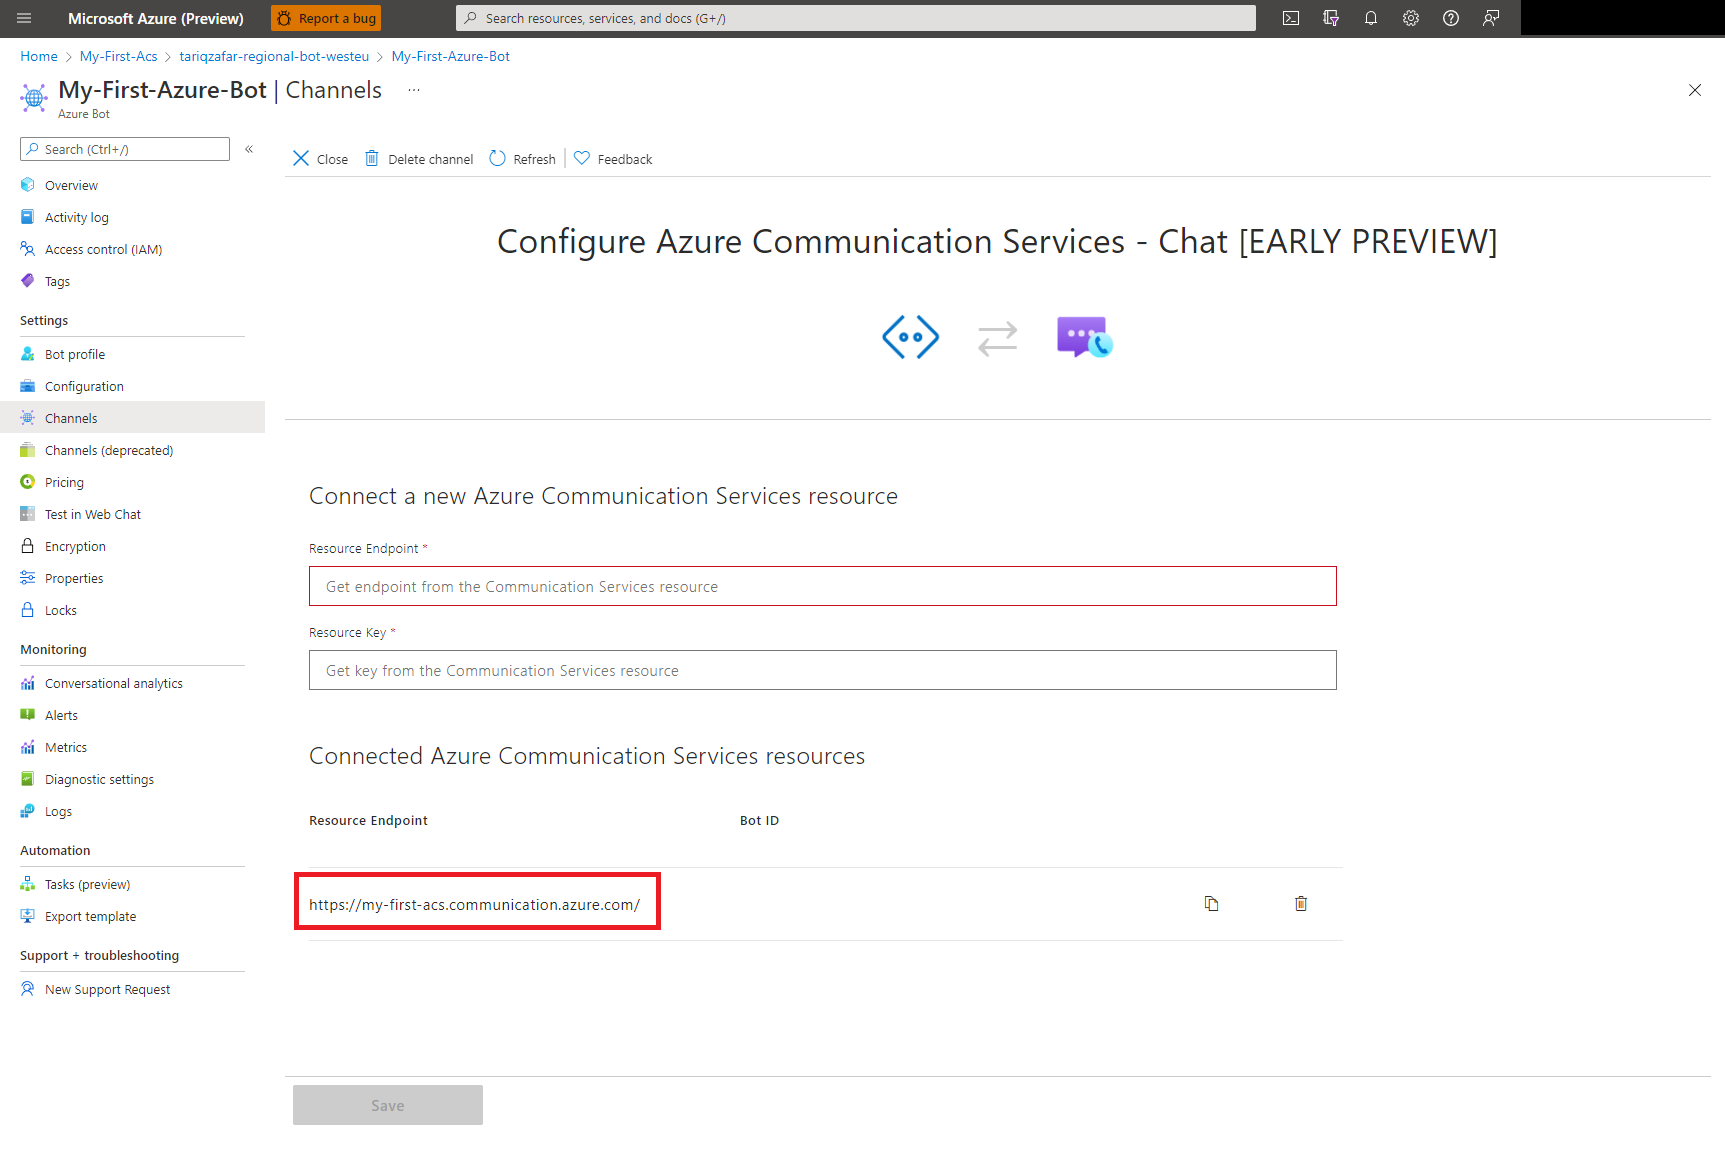 Microsoft Azure (Preview)
Report a bug
Search resources, services, and docs (G+/)
Home > My-First-Acs > tariqzafar-regional-bot-westeu > My-First-Azure-Bot
My-First-Azure-Bot | Channels ...
Azure Bot
Search (Ctrl+/)
«
Overview
Activity log
Access control (IAM)
Tags
Settings
Bot profile
Configuration
Channels
Channels (deprecated)
Pricing
Test in Web Chat
Encryption
Properties
Locks
Monitoring
Conversational analytics
Alerts
Metrics
Diagnostic settings
Logs
Automation
Tasks (preview)
Export template
Support + troubleshooting
New Support Request
Close
Delete channel
Refresh
Feedback
Configure Azure Communication Services - Chat [EARLY PREVIEW]
Connect a new Azure Communication Services resource
Resource Endpoint *
Get endpoint from the Communication Services resource
Resource Key *
Get key from the Communication Services resource
Connected Azure Communication Services resources
Resource Endpoint
Bot ID
https://my-first-acs.communication.azure.com/
Save